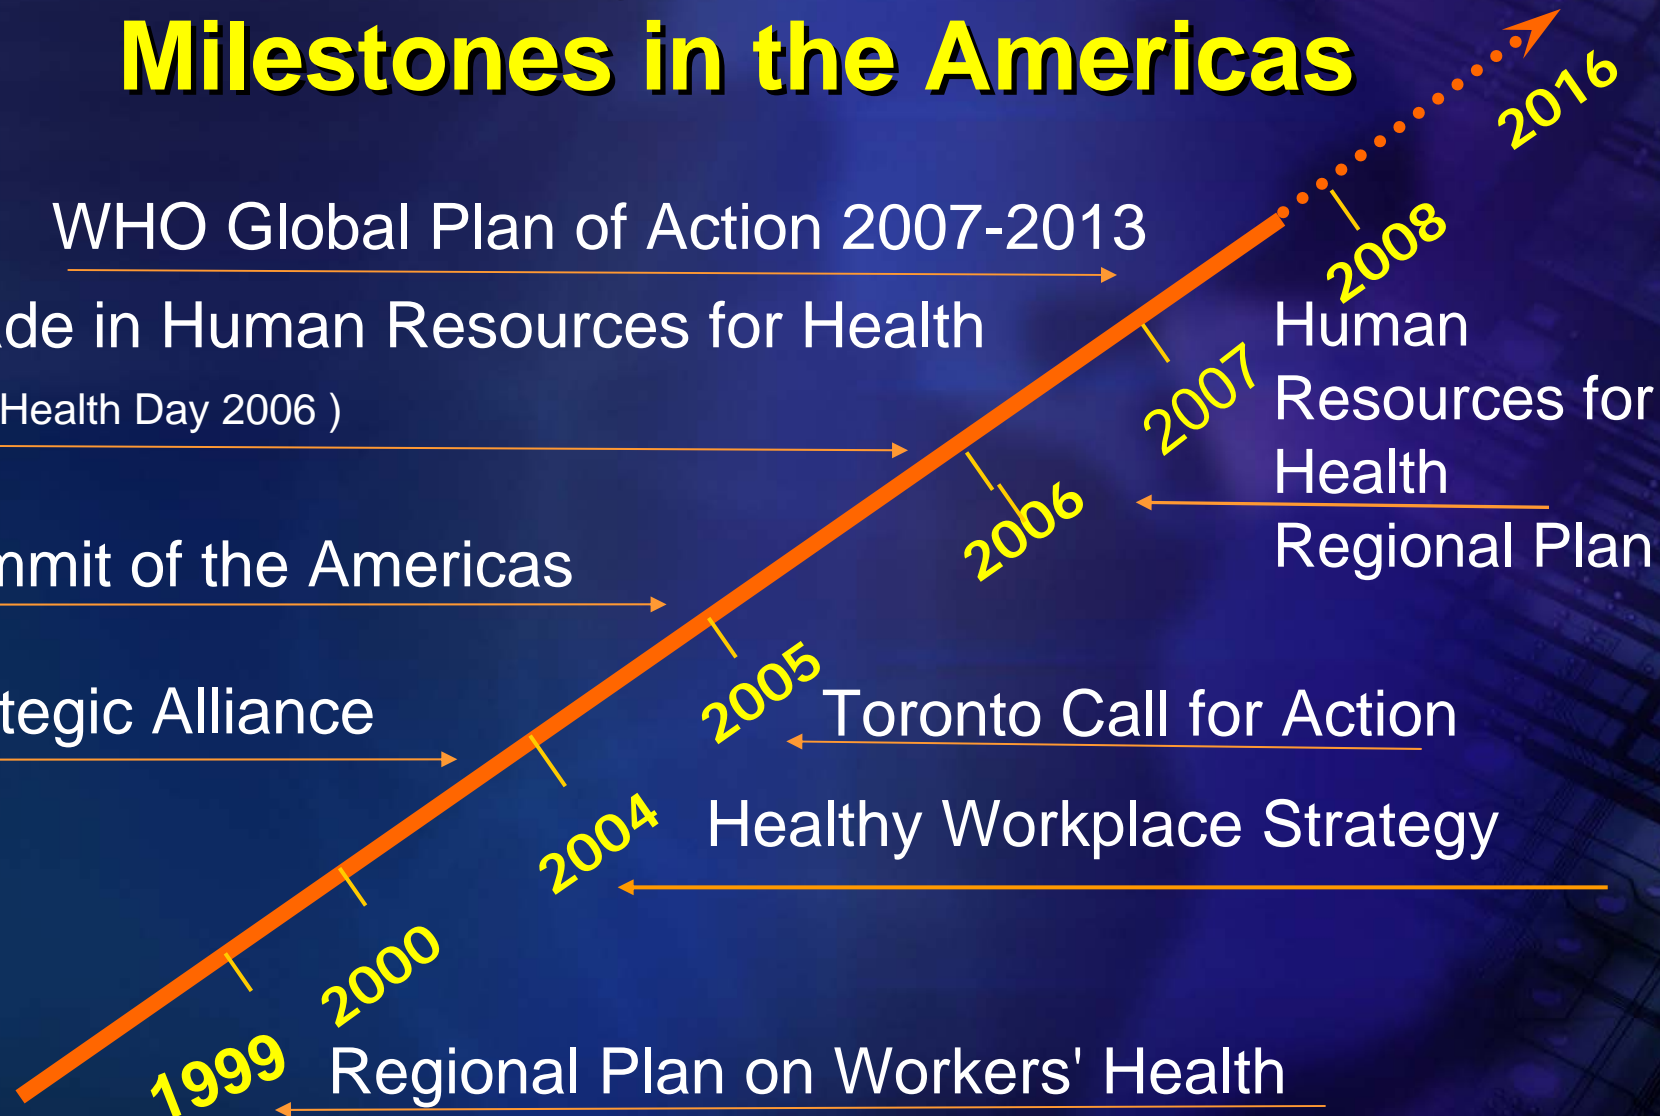 Milestones in the Americas
2016
WHO Global Plan of Action 2007-2013
2008
de in Human Resources for Health
Health Day 2006 )
2007
Human
Resources for
Health
Regional Plan
2006
mmit of the Americas
2005
tegic Alliance
Toronto Call for Action
2004
Healthy Workplace Strategy
2000
1999
Regional Plan on Workers' Health